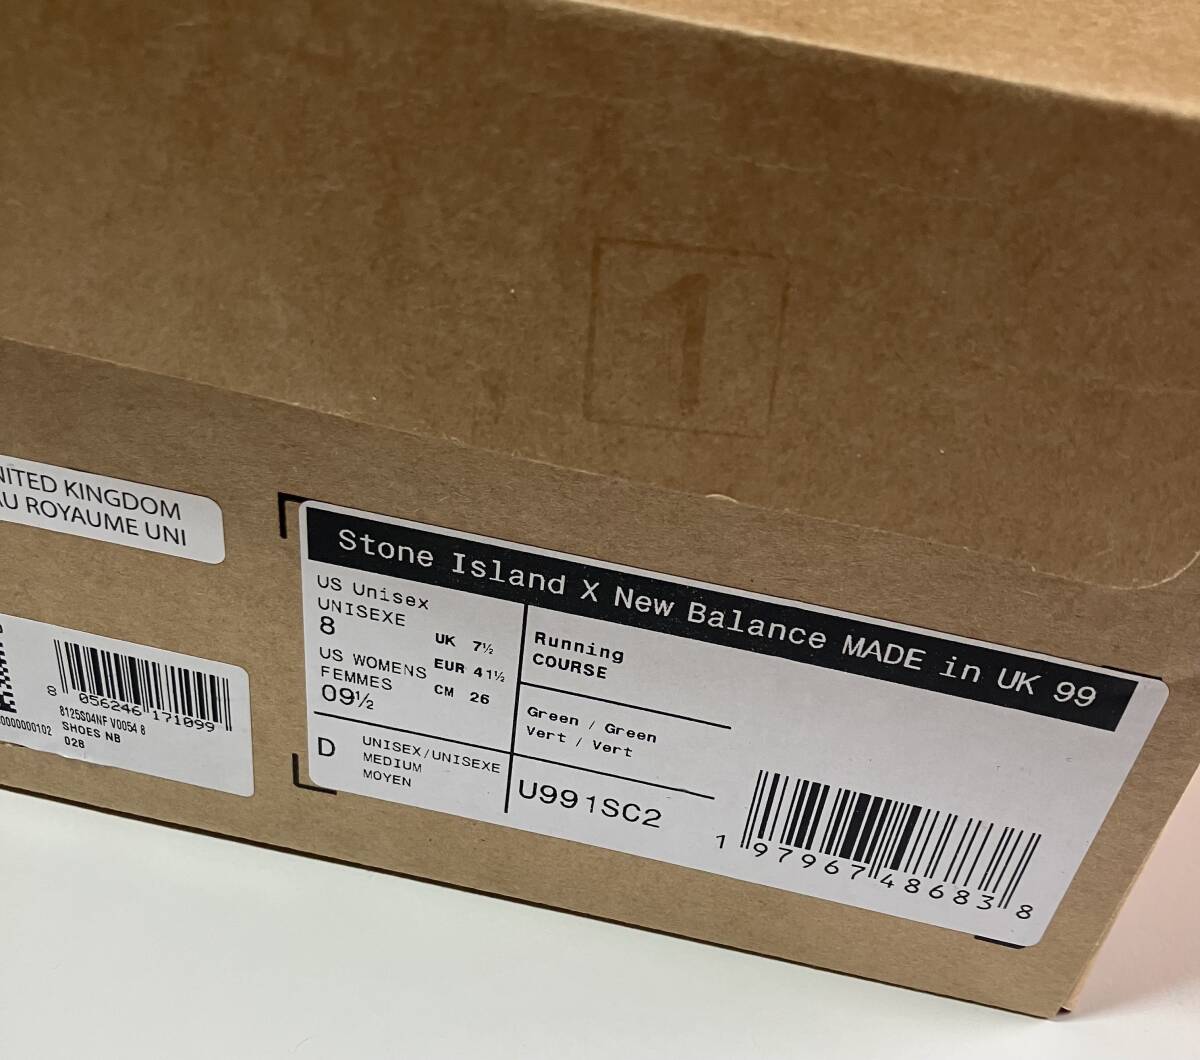 1
NITED KINGDOM
AU ROYAUME UNI
Stone Island X New Balance MADE in UK 99
US Unisex
UNISEXE
8
UK 7½
EUR 41½
CM 26
US WOMENS
FEMMES
09½
D
UNISEX/UNISEXE
MEDIUM
MOYEN
Running
COURSE
Green / Green
Vert / Vert
U991SC2
1 97967 48683 8
8 056246 171099
8125S04NF V0054 8
0000000102
SHOES NB
028